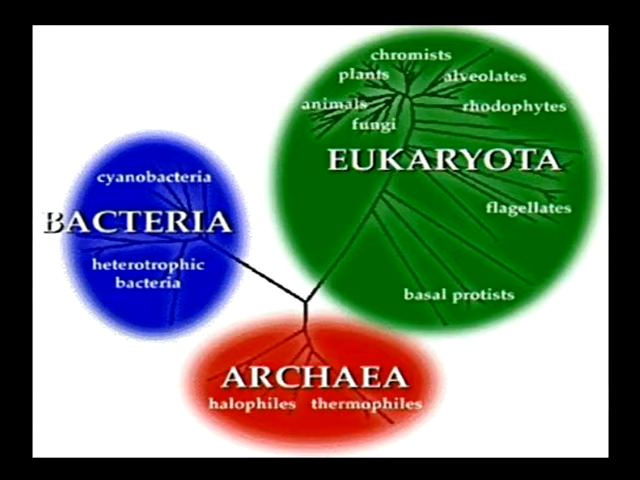 chromists
plants
alveolates
animals
rhodophytes
fungi
EUKARYOTA
flagellates
basal protists
cyanobacteria
BACTERIA
heterotrophic
bacteria
ARCHAEA
halophiles thermophiles